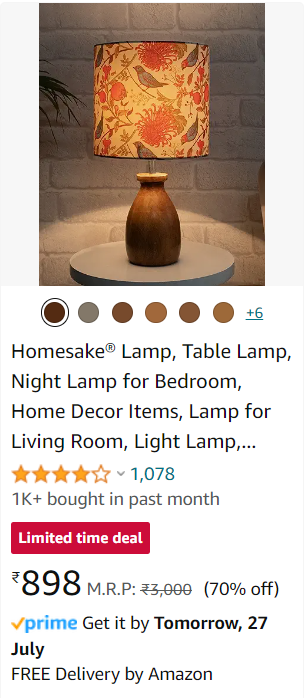 +6
Homesake® Lamp, Table Lamp,
Night Lamp for Bedroom,
Home Decor Items, Lamp for
Living Room, Light Lamp,...
1,078
1K+ bought in past month
Limited time deal
₹898 M.R.P: ₹3,000 (70% off)
prime Get it by Tomorrow, 27
July
FREE Delivery by Amazon